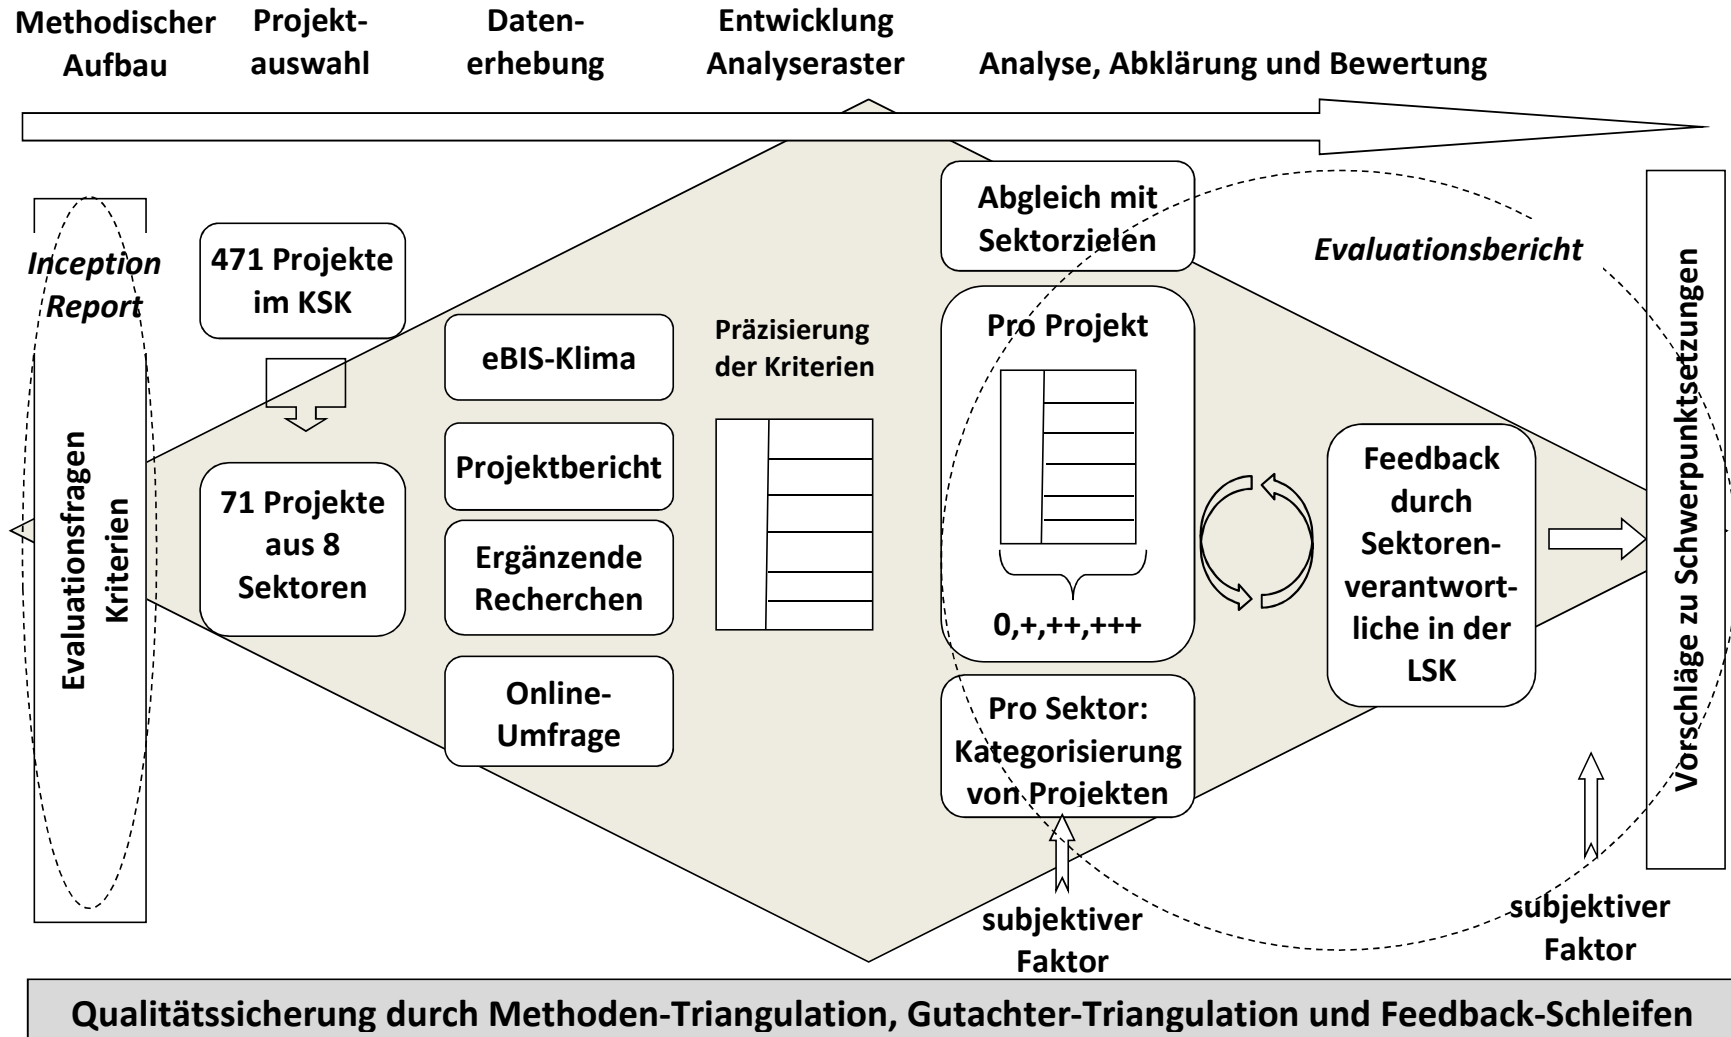 Methodischer
Aufbau
Projekt-
auswahl
Daten-
erhebung
Entwicklung
Analyseraster
Analyse, Abklärung und Bewertung
Inception
Report
Evaluationsfragen
Kriterien
471 Projekte
im KSK
71 Projekte
aus 8
Sektoren
eBIS-Klima
Projektbericht
Ergänzende
Recherchen
Online-
Umfrage
Präzisierung
der Kriterien
Abgleich mit
Sektorzielen
Pro Projekt
0,+,++,+++
Pro Sektor:
Kategorisierung
von Projekten
subjektiver
Faktor
Evaluationsbericht
Feedback
durch
Sektoren-
verantwort-
liche in der
LSK
subjektiver
Faktor
Vorschläge zu Schwerpunktsetzungen
Qualitätssicherung durch Methoden-Triangulation, Gutachter-Triangulation und Feedback-Schleifen